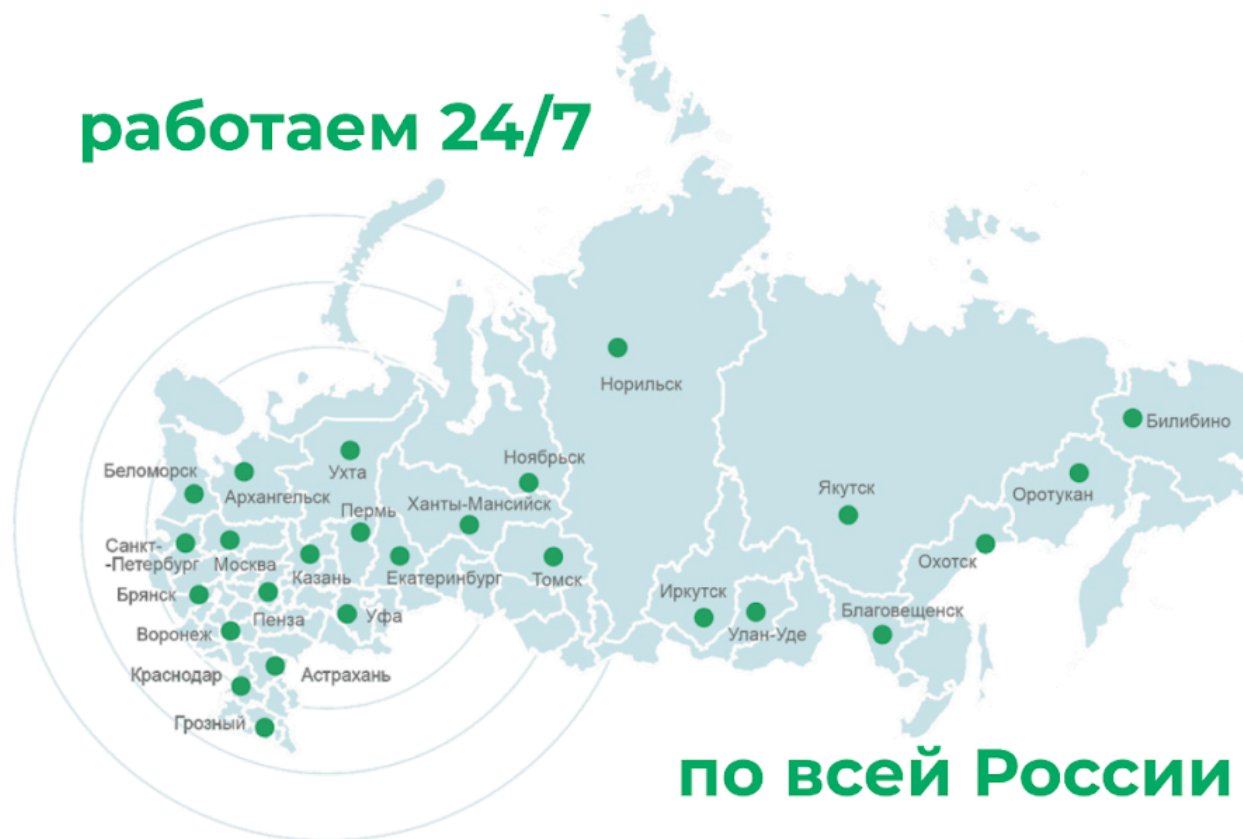 работаем 24/7
Норильск
Билибино
Беломорск
Ухта
Ноябрьск
Архангельск
Пермь
Ханты-Мансийск
Якутск
Оротукан
Санкт-
-Петербург
Москва
Казань
Екатеринбург
Томск
Охотск
Брянск
Пенза
Уфа
Иркутск
Улан-Уде
Благовещенск
Воронеж
Краснодар
Астрахань
Грозный
по всей России